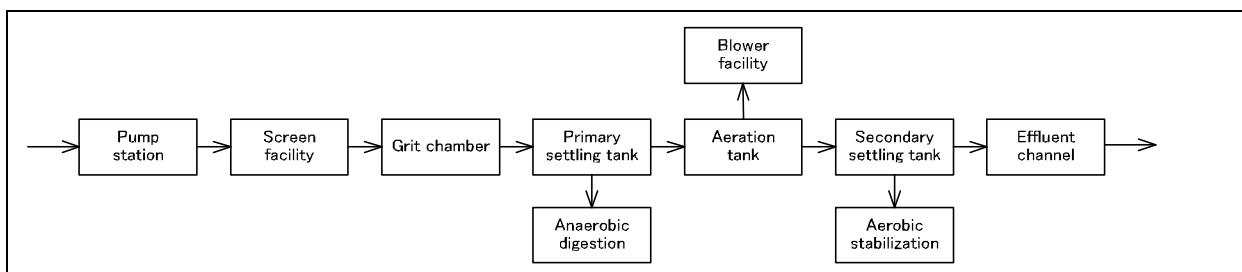 Blower
facility
Pump
station
Screen
facility
Grit chamber
Primary
settling tank
Aeration
tank
Secondary
settling tank
Effluent
channel
Anaerobic
digestion
Aerobic
stabilization